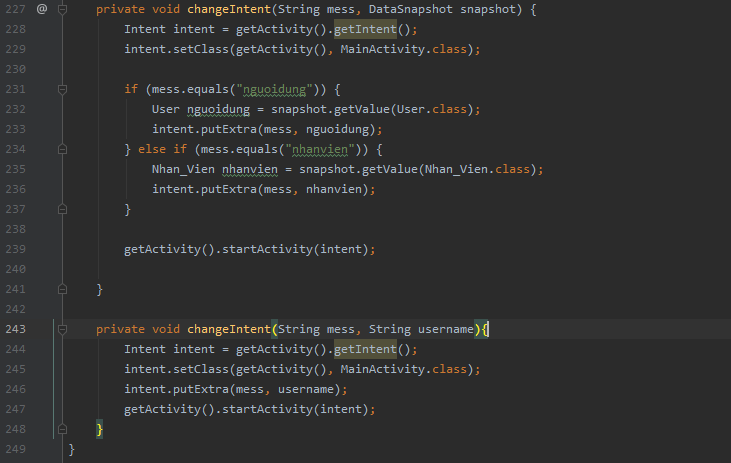 227 @ private void changeIntent(String mess, DataSnapshot snapshot) {
228 Intent intent = getActivity().getIntent();
229 intent.setClass(getActivity(), MainActivity.class);
230
231 if (mess.equals("nguoidung")) {
232 User nguoidung = snapshot.getValue(User.class);
233 intent.putExtra(mess, nguoidung);
234 } else if (mess.equals("nhanvien")) {
235 Nhan_Vien nhanvien = snapshot.getValue(Nhan_Vien.class);
236 intent.putExtra(mess, nhanvien);
237 }
238
239 getActivity().startActivity(intent);
240
241 }
242
243 private void changeIntent(String mess, String username){
244 Intent intent = getActivity().getIntent();
245 intent.setClass(getActivity(), MainActivity.class);
246 intent.putExtra(mess, username);
247 getActivity().startActivity(intent);
248 }
249 }